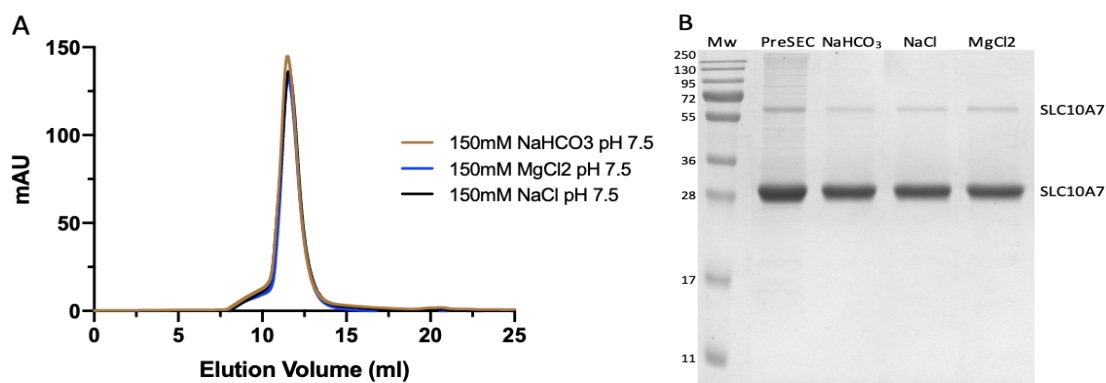 A
mAU
150
100
50
0
0 5 10 15 20 25
Elution Volume (ml)
150mM NaHCO3 pH 7.5
150mM MgCl2 pH 7.5
150mM NaCl pH 7.5
B
Mw PreSEC NaHCO₃ NaCl MgCl2
250
130
95
72
55
36
28
17
11
SLC10A7
SLC10A7